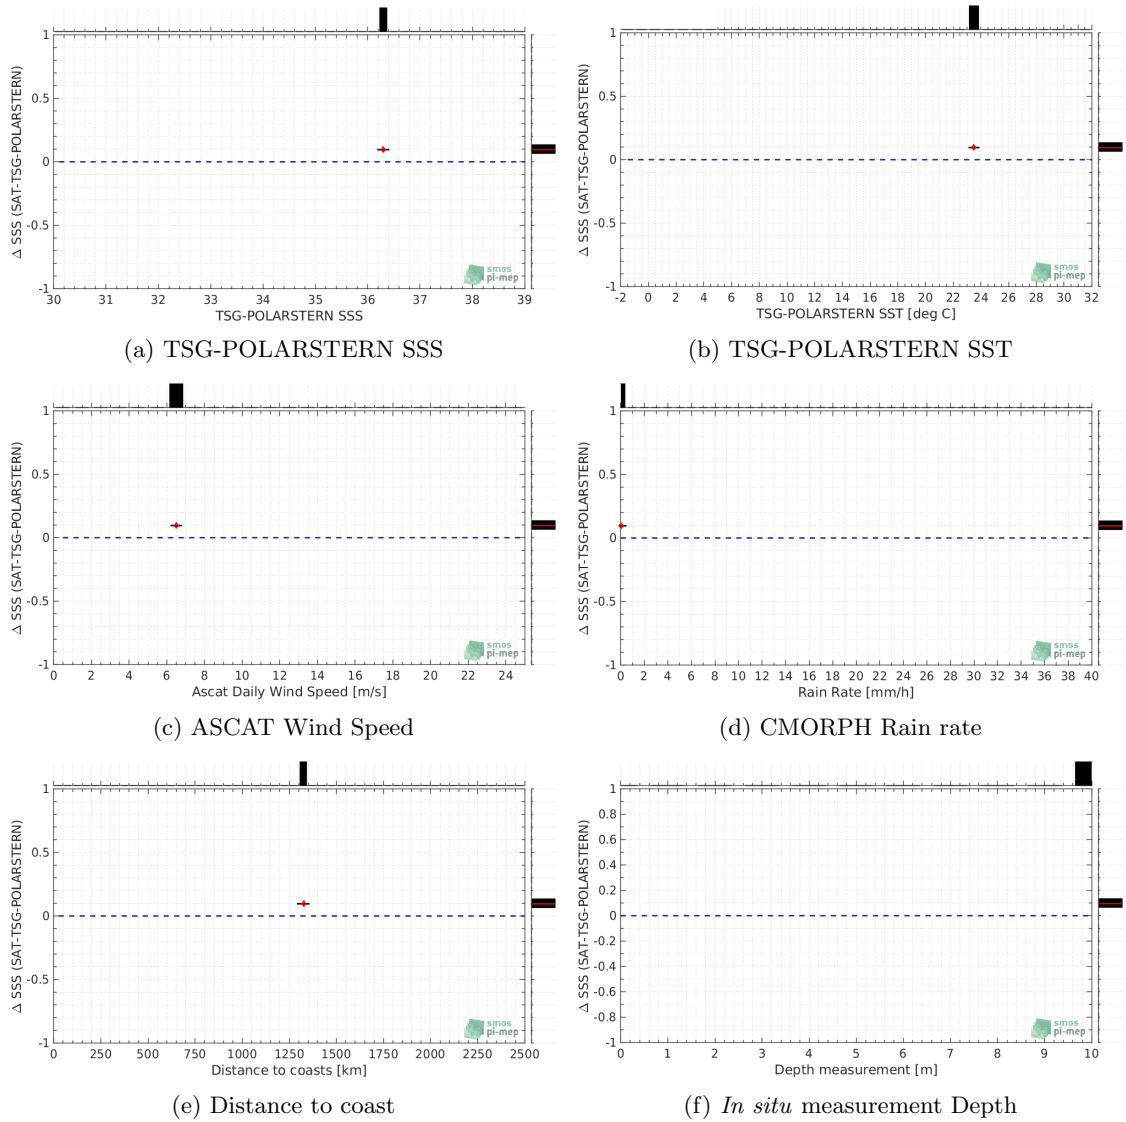 Δ SSS (SAT-TSG-POLARSTERN)
1
0.5
0
-0.5
-1
30 31 32 33 34 35 36 37 38 39
TSG-POLARSTERN SSS
smos
pi-mep
(a) TSG-POLARSTERN SSS
Δ SSS (SAT-TSG-POLARSTERN)
1
0.5
0
-0.5
-1
-2 0 2 4 6 8 10 12 14 16 18 20 22 24 26 28 30 32
TSG-POLARSTERN SST [deg C]
smos
pi-mep
(b) TSG-POLARSTERN SST
Δ SSS (SAT-TSG-POLARSTERN)
1
0.5
0
-0.5
-1
0 2 4 6 8 10 12 14 16 18 20 22 24
Ascat Daily Wind Speed [m/s]
smos
pi-mep
(c) ASCAT Wind Speed
Δ SSS (SAT-TSG-POLARSTERN)
1
0.5
0
-0.5
-1
0 2 4 6 8 10 12 14 16 18 20 22 24 26 28 30 32 34 36 38 40
Rain Rate [mm/h]
smos
pi-mep
(d) CMORPH Rain rate
Δ SSS (SAT-TSG-POLARSTERN)
1
0.5
0
-0.5
-1
0 250 500 750 1000 1250 1500 1750 2000 2250 2500
Distance to coasts [km]
smos
pi-mep
(e) Distance to coast
Δ SSS (SAT-TSG-POLARSTERN)
1
0.8
0.6
0.4
0.2
0
-0.2
-0.4
-0.6
-0.8
-1
0 1 2 3 4 5 6 7 8 9 10
Depth measurement [m]
smos
pi-mep
(f) In situ measurement Depth